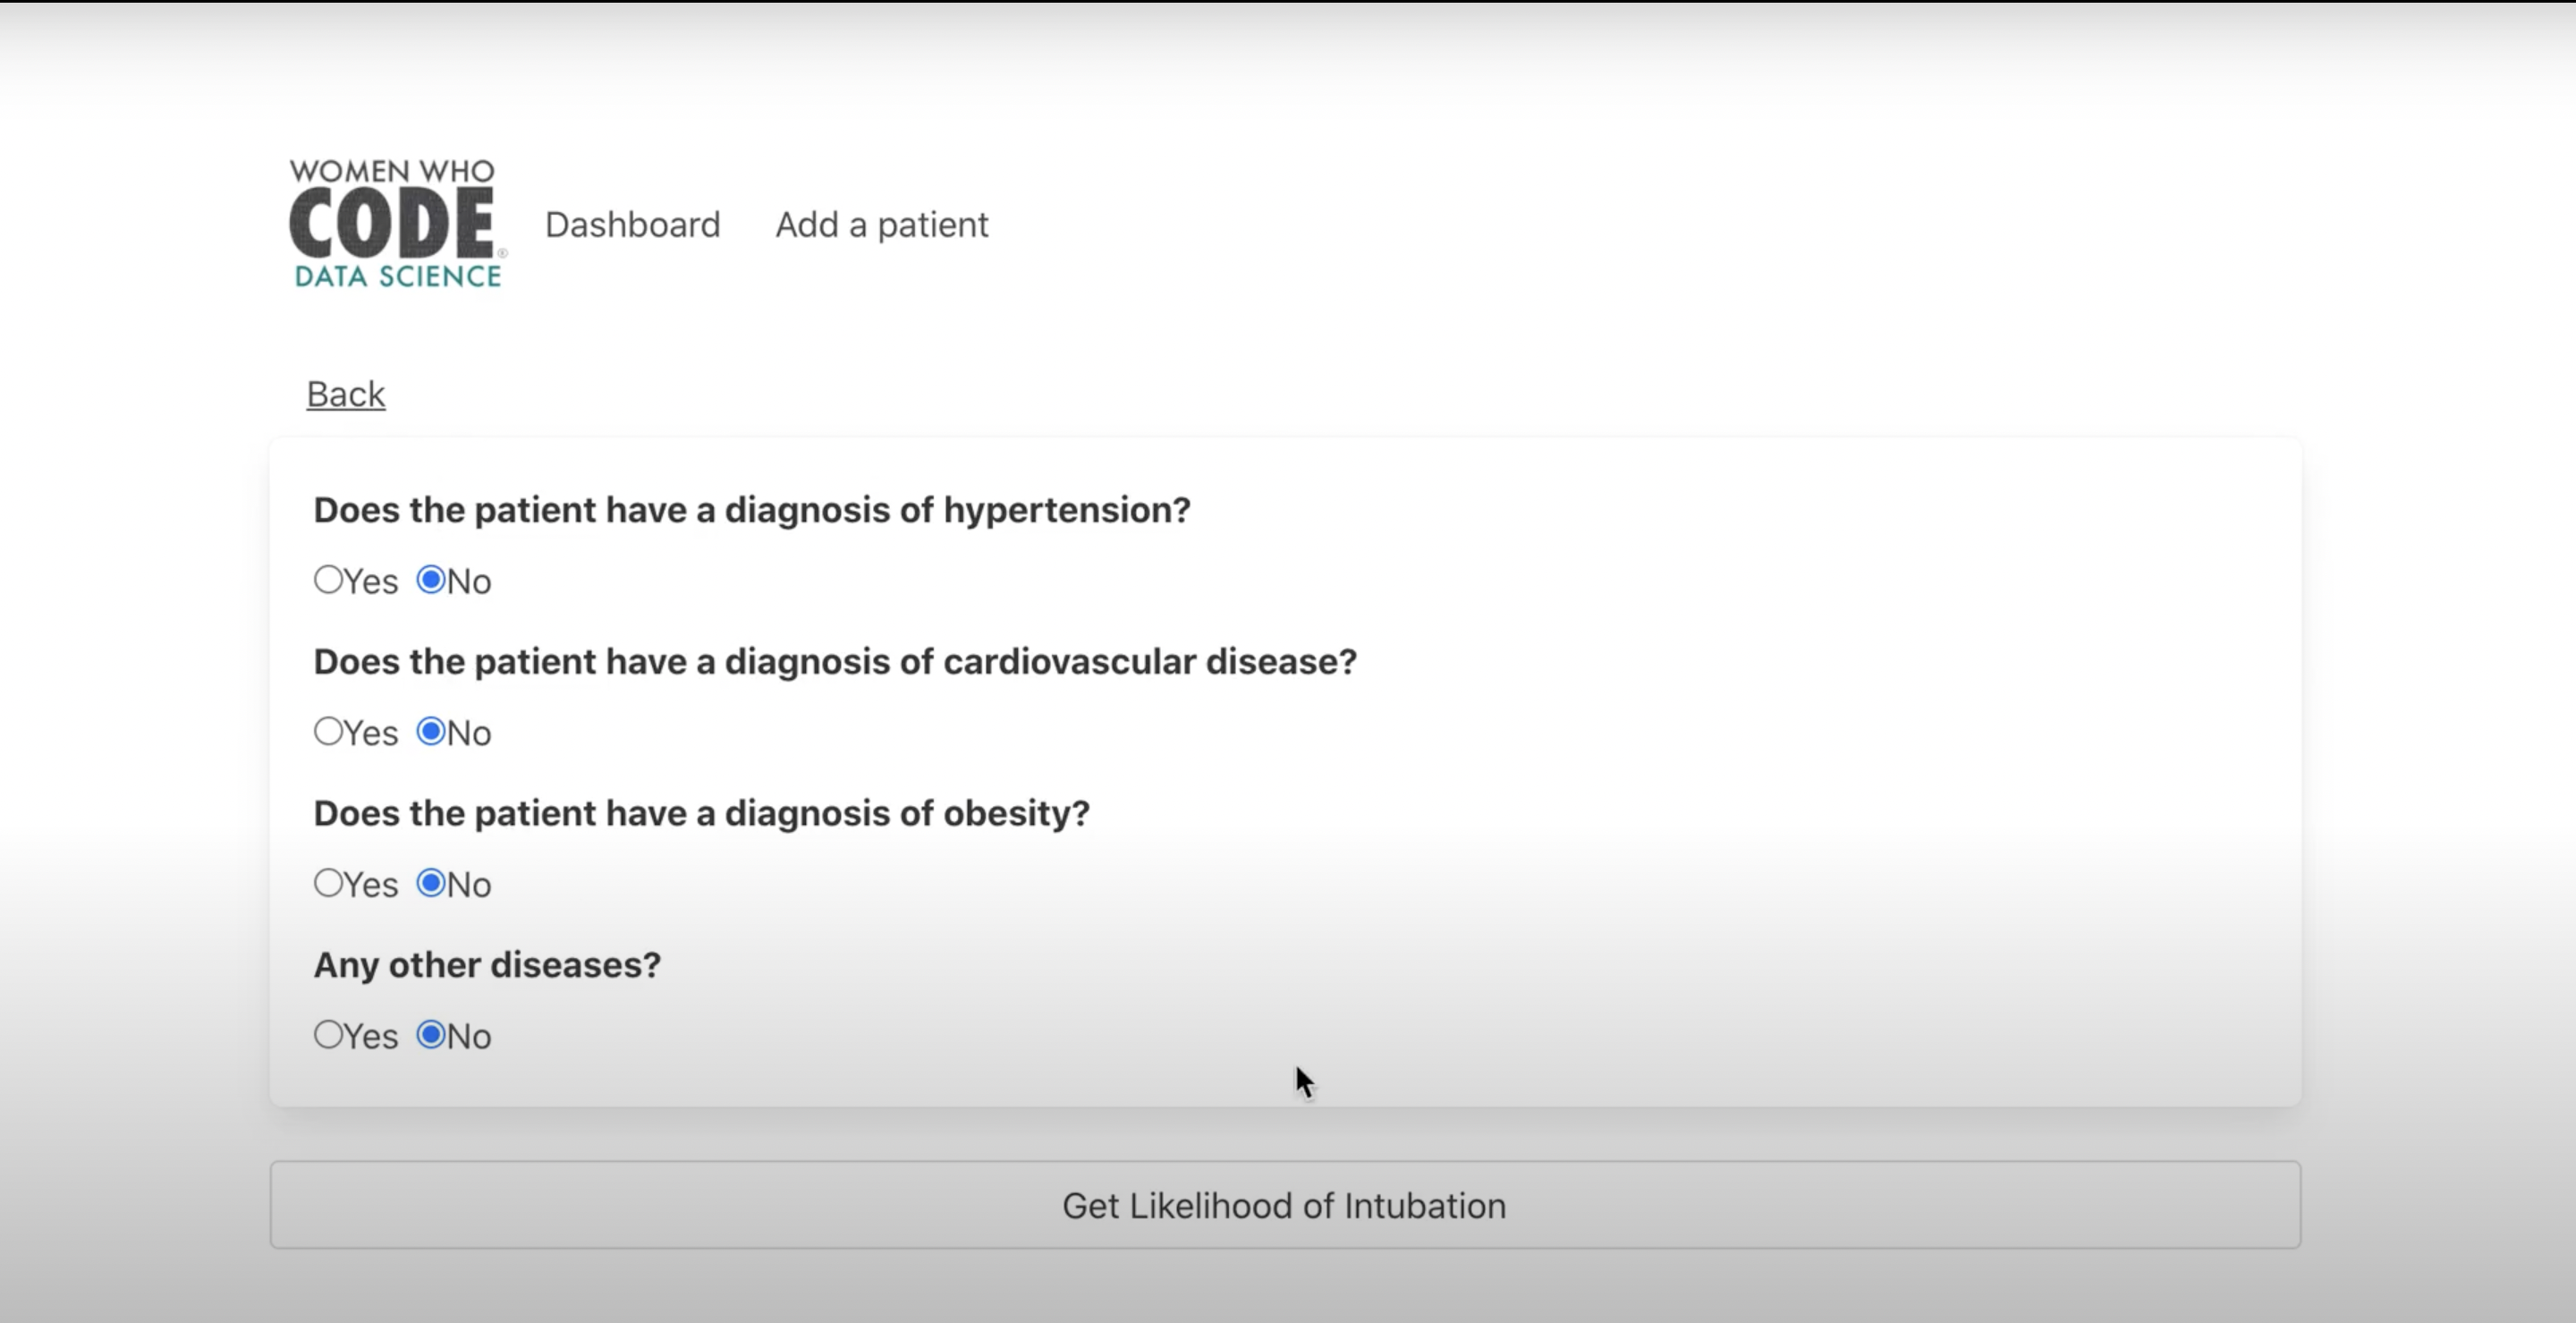 WOMEN WHO
CODE®
DATA SCIENCE
Dashboard Add a patient
Back
Does the patient have a diagnosis of hypertension?
Yes No
Does the patient have a diagnosis of cardiovascular disease?
Yes No
Does the patient have a diagnosis of obesity?
Yes No
Any other diseases?
Yes No
Get Likelihood of Intubation